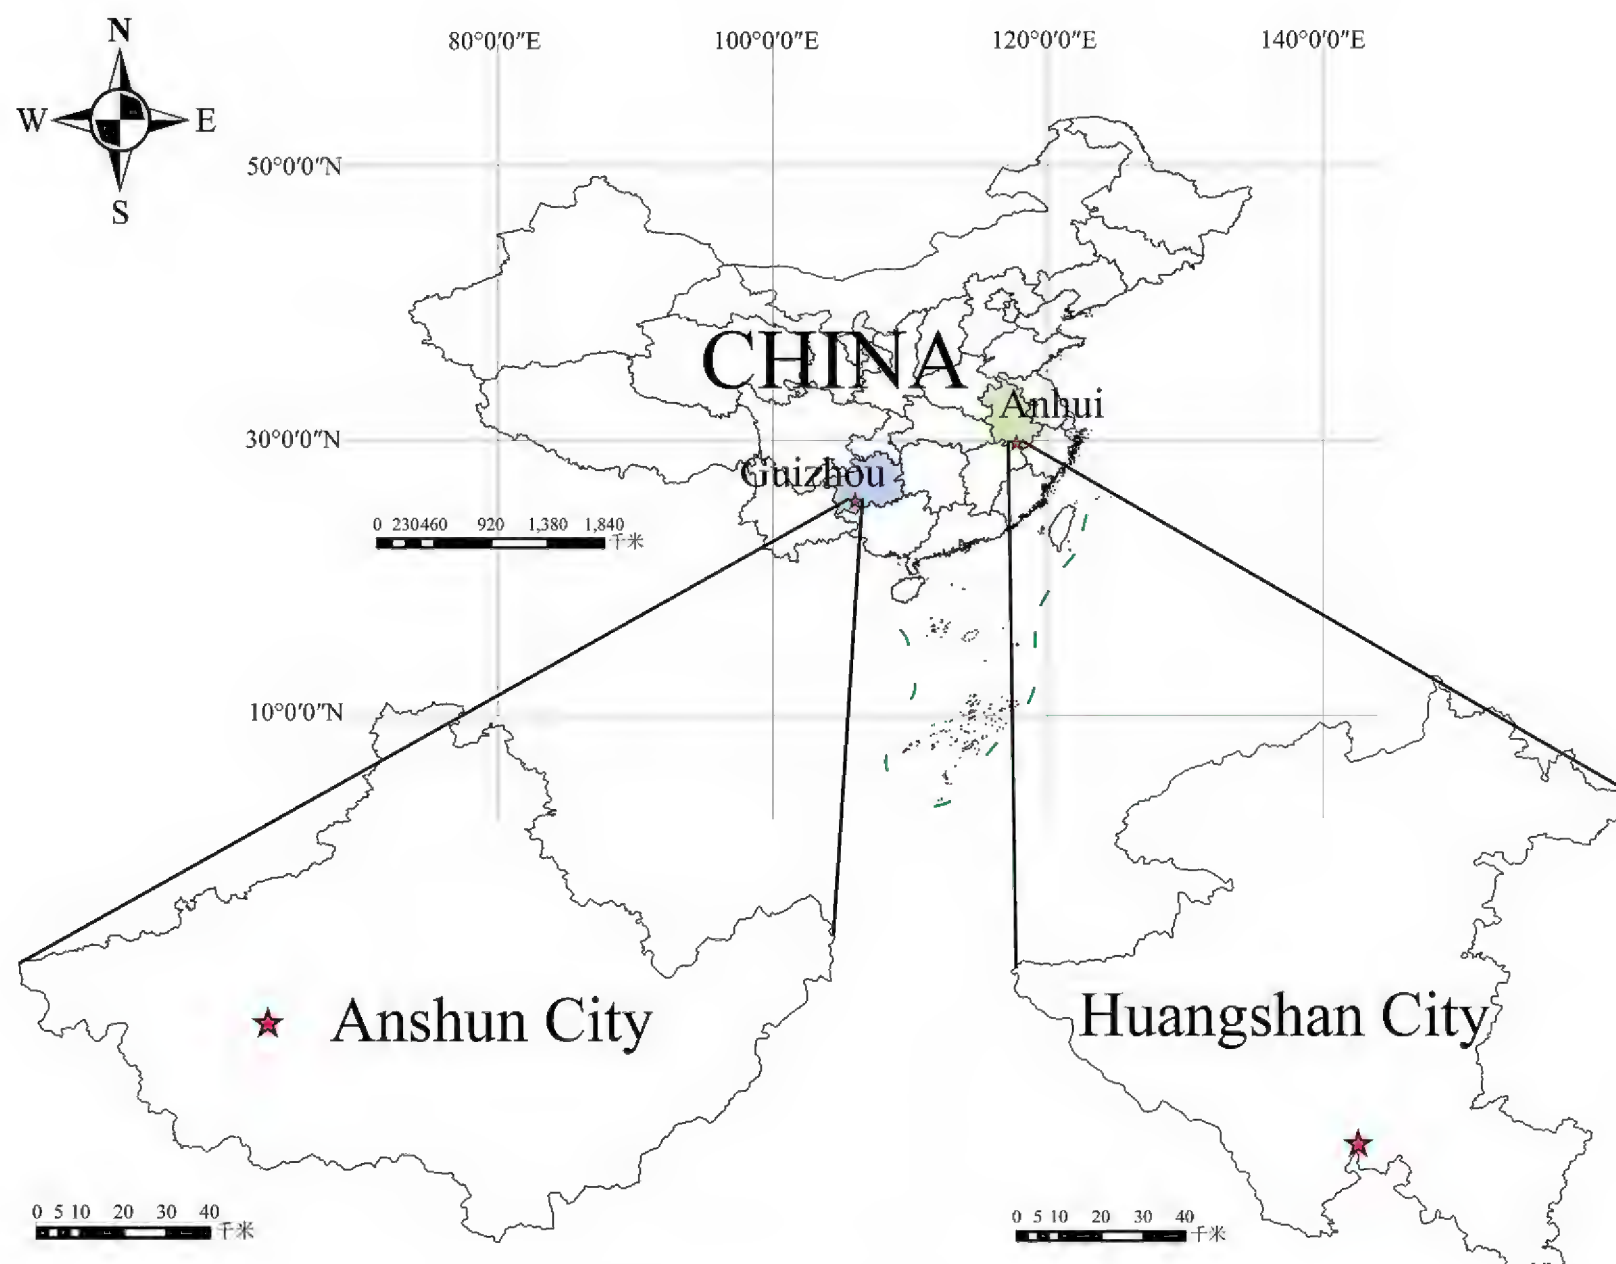 N
80°0′0″E 100°0′0″E 120°0′0″E 140°0′0″E
W E
50°0′0″N
S
CHINA
Anhui
30°0′0″N
Guizhou
0 230460 920 1,380 1,840
千米
10°0′0″N
Anshun City
Huangshan City
0 5 10 20 30 40
千米
0 5 10 20 30 40
千米